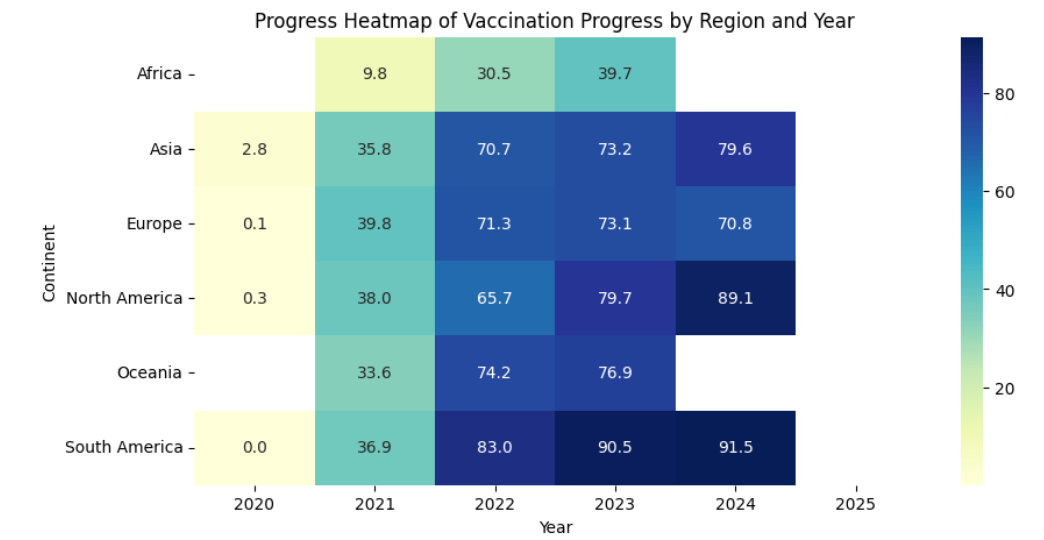 Progress Heatmap of Vaccination Progress by Region and Year
Continent
Africa 9.8 30.5 39.7
Asia 2.8 35.8 70.7 73.2 79.6
Europe 0.1 39.8 71.3 73.1 70.8
North America 0.3 38.0 65.7 79.7 89.1
Oceania 33.6 74.2 76.9
South America 0.0 36.9 83.0 90.5 91.5
2020 2021 2022 2023 2024 2025
Year
80
60
40
20